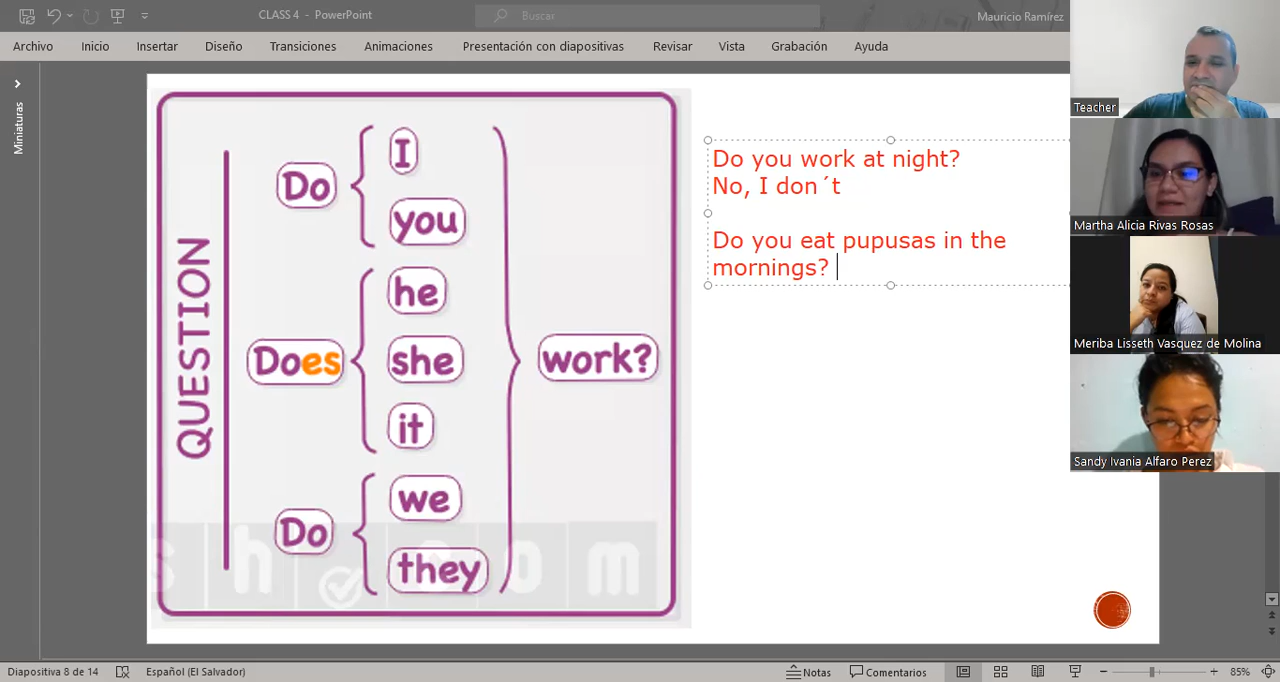 CLASS 4 - PowerPoint
Buscar
Mauricio Ramírez
Archivo Inicio Insertar Diseño Transiciones Animaciones Presentación con diapositivas Revisar Vista Grabación Ayuda
Miniaturas
QUESTION
Do
I
you
Does
he
she
it
Do
we
they
work?
Do you work at night?
No, I don´t
Do you eat pupusas in the
mornings?
Teacher
Martha Alicia Rivas Rosas
Meriba Lisseth Vasquez de Molina
Sandy Ivania Alfaro Perez
Diapositiva 8 de 14 Español (El Salvador) Notas Comentarios 85%